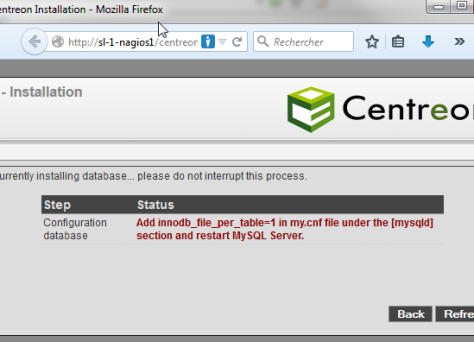 entreon Installation - Mozilla Firefox
http://sl-1-nagios1/centreor
Rechercher
- Installation
Centreon
urrently installing database... please do not interrupt this process.
Step Status
Configuration database
Add innodb_file_per_table=1 in my.cnf file under the [mysqld]
section and restart MySQL Server.
Back Refre